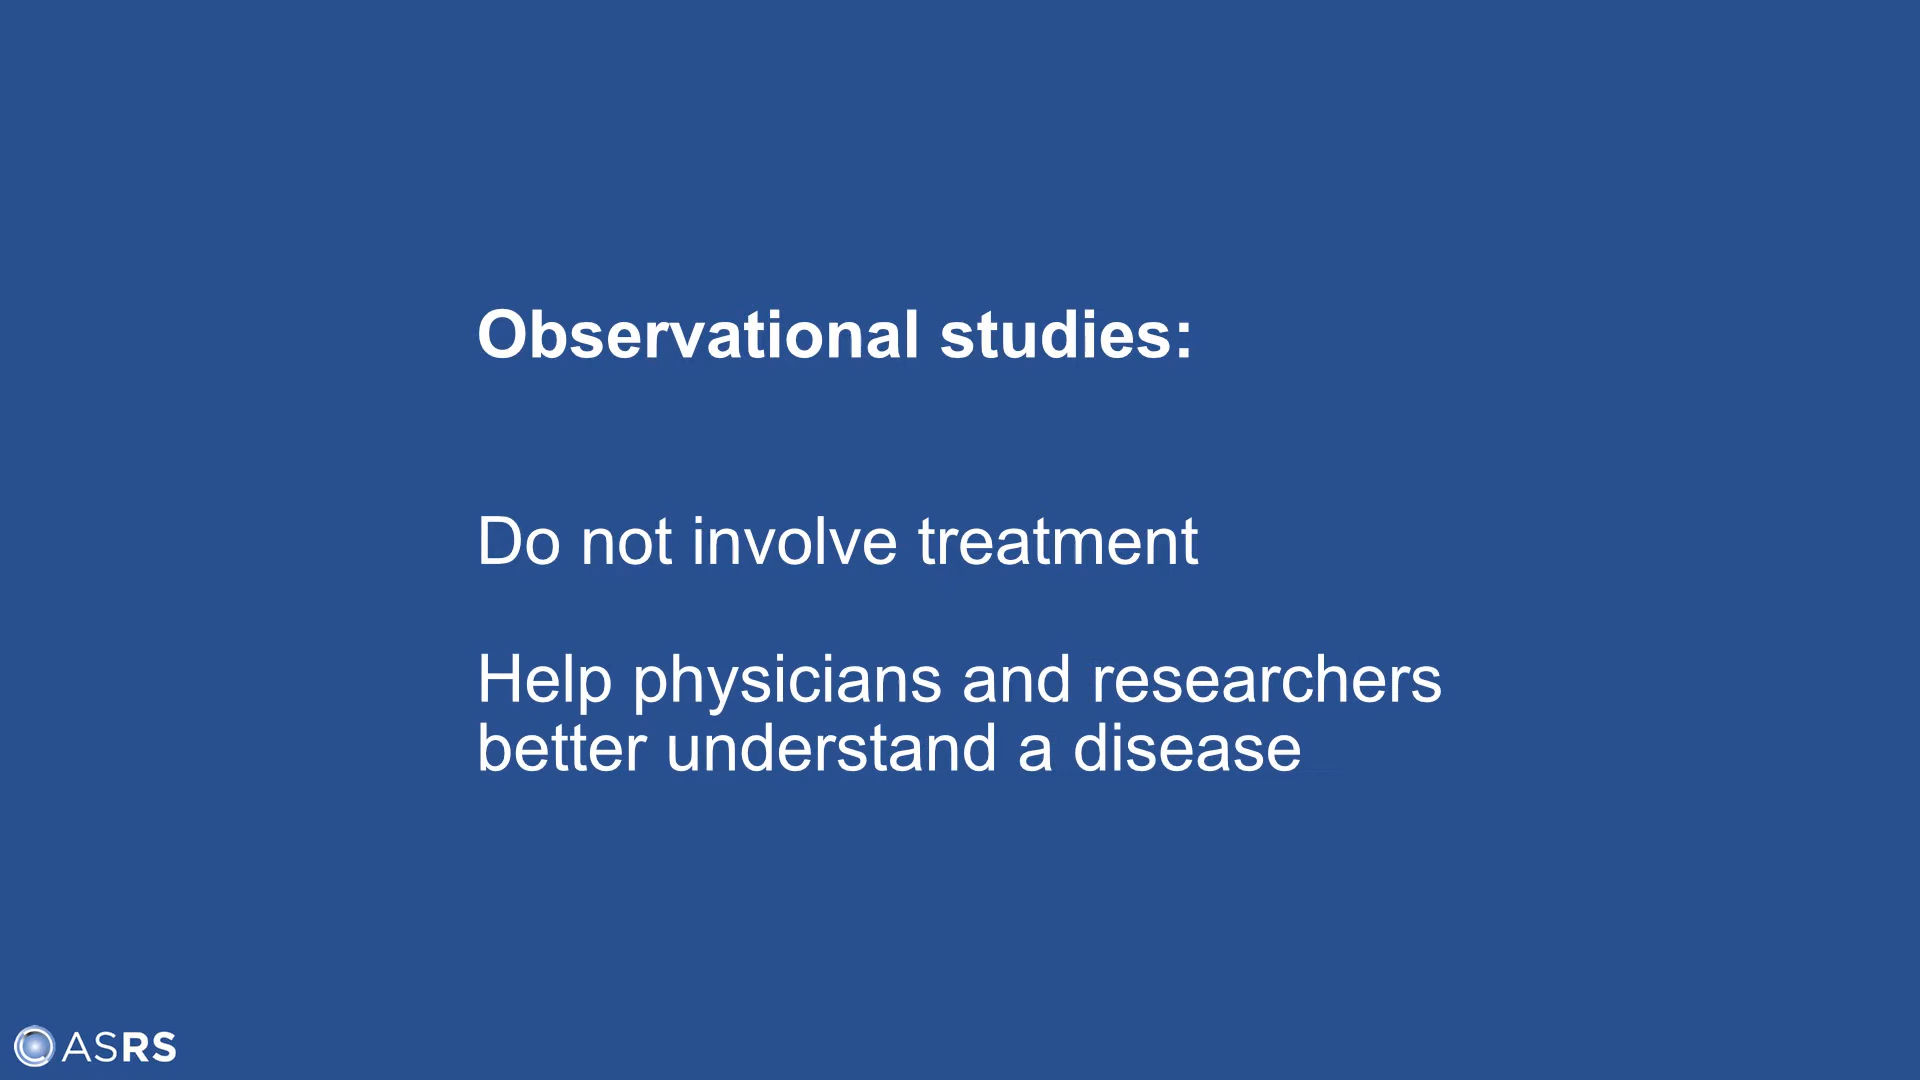 Observational studies:
Do not involve treatment
Help physicians and researchers
better understand a disease
ASRS